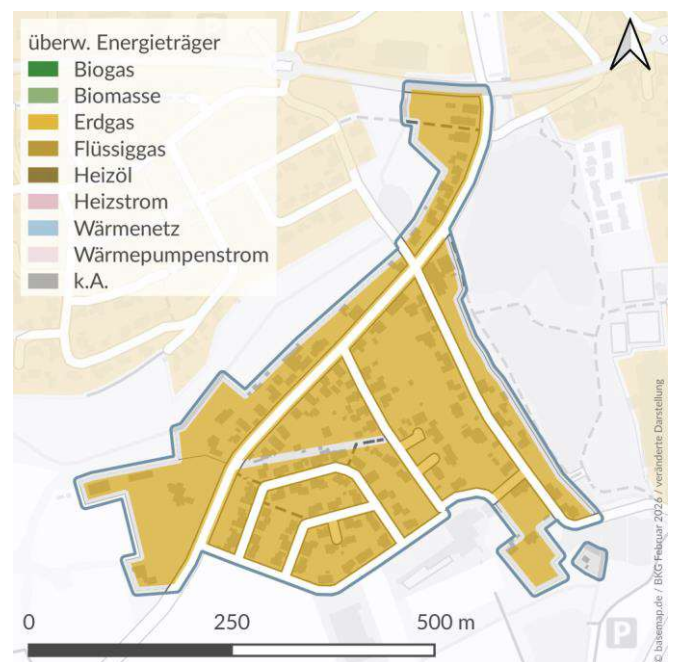 überw. Energieträger
Biogas
Biomasse
Erdgas
Flüssiggas
Heizöl
Heizstrom
Wärmenetz
Wärmepumpenstrom
k.A.
0 250 500 m
P
© basemap.de / BKG Februar 2026 / veränderte Darstellung